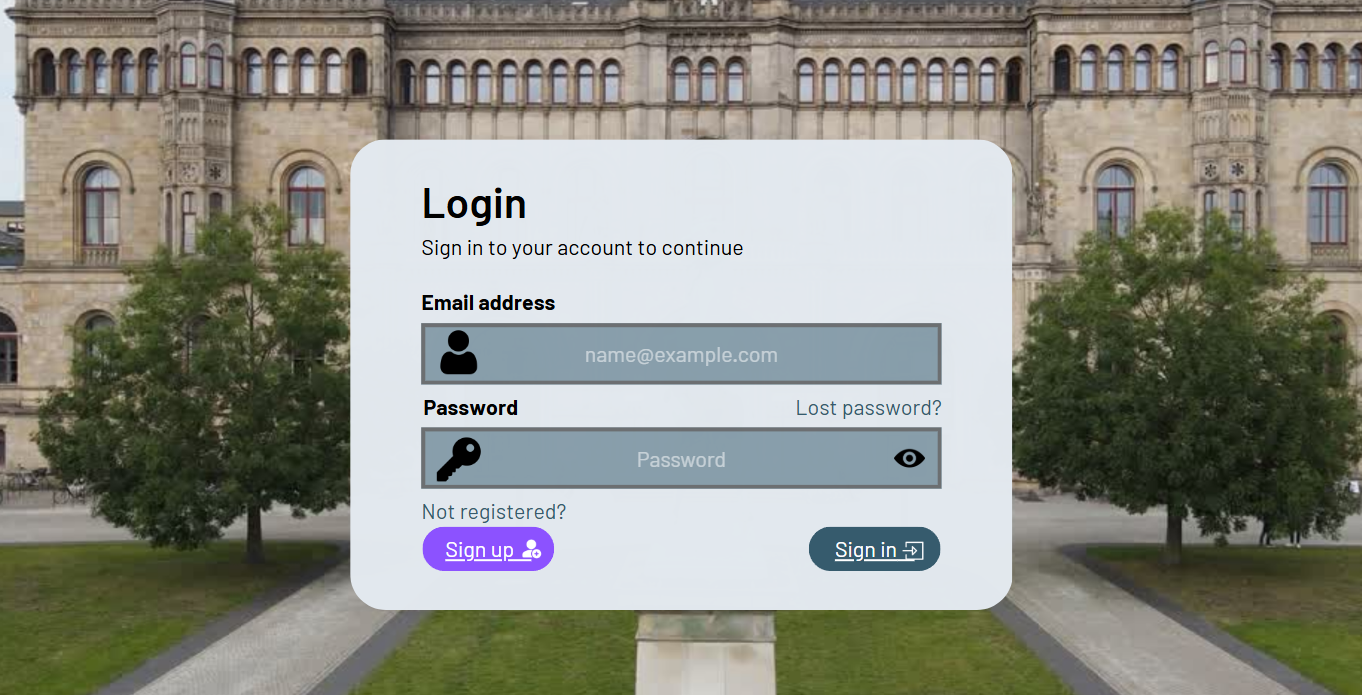 Login
Sign in to your account to continue
Email address
name@example.com
Password
Lost password?
Password
Not registered?
Sign up
Sign in